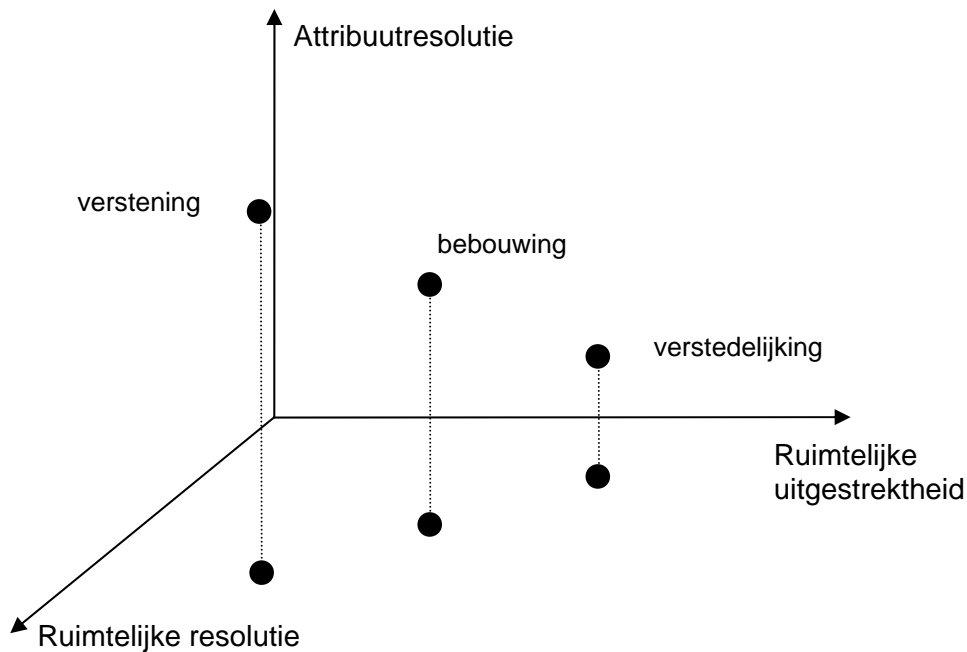 Attribuutresolutie
verstening
bebouwing
verstedelijking
Ruimtelijke
uitgestrektheid
Ruimtelijke resolutie